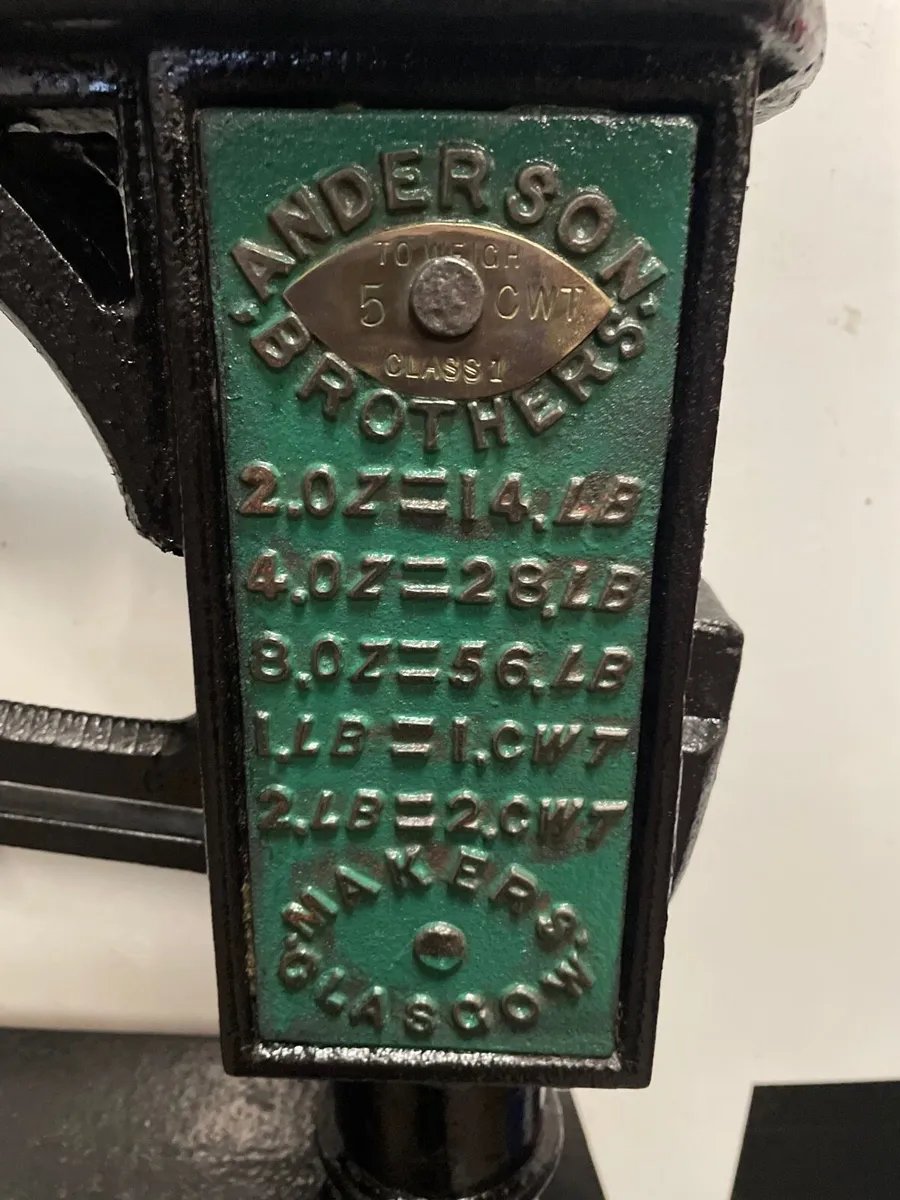 ANDERSON
TO WEIGH
5 CWT
CLASS 1
BROTHERS.
2.OZ=14.LB
4.OZ=28.LB
8.OZ=56.LB
1.LB=1.CWT
2.LB=2.CWT
MAKERS
GLASGOW